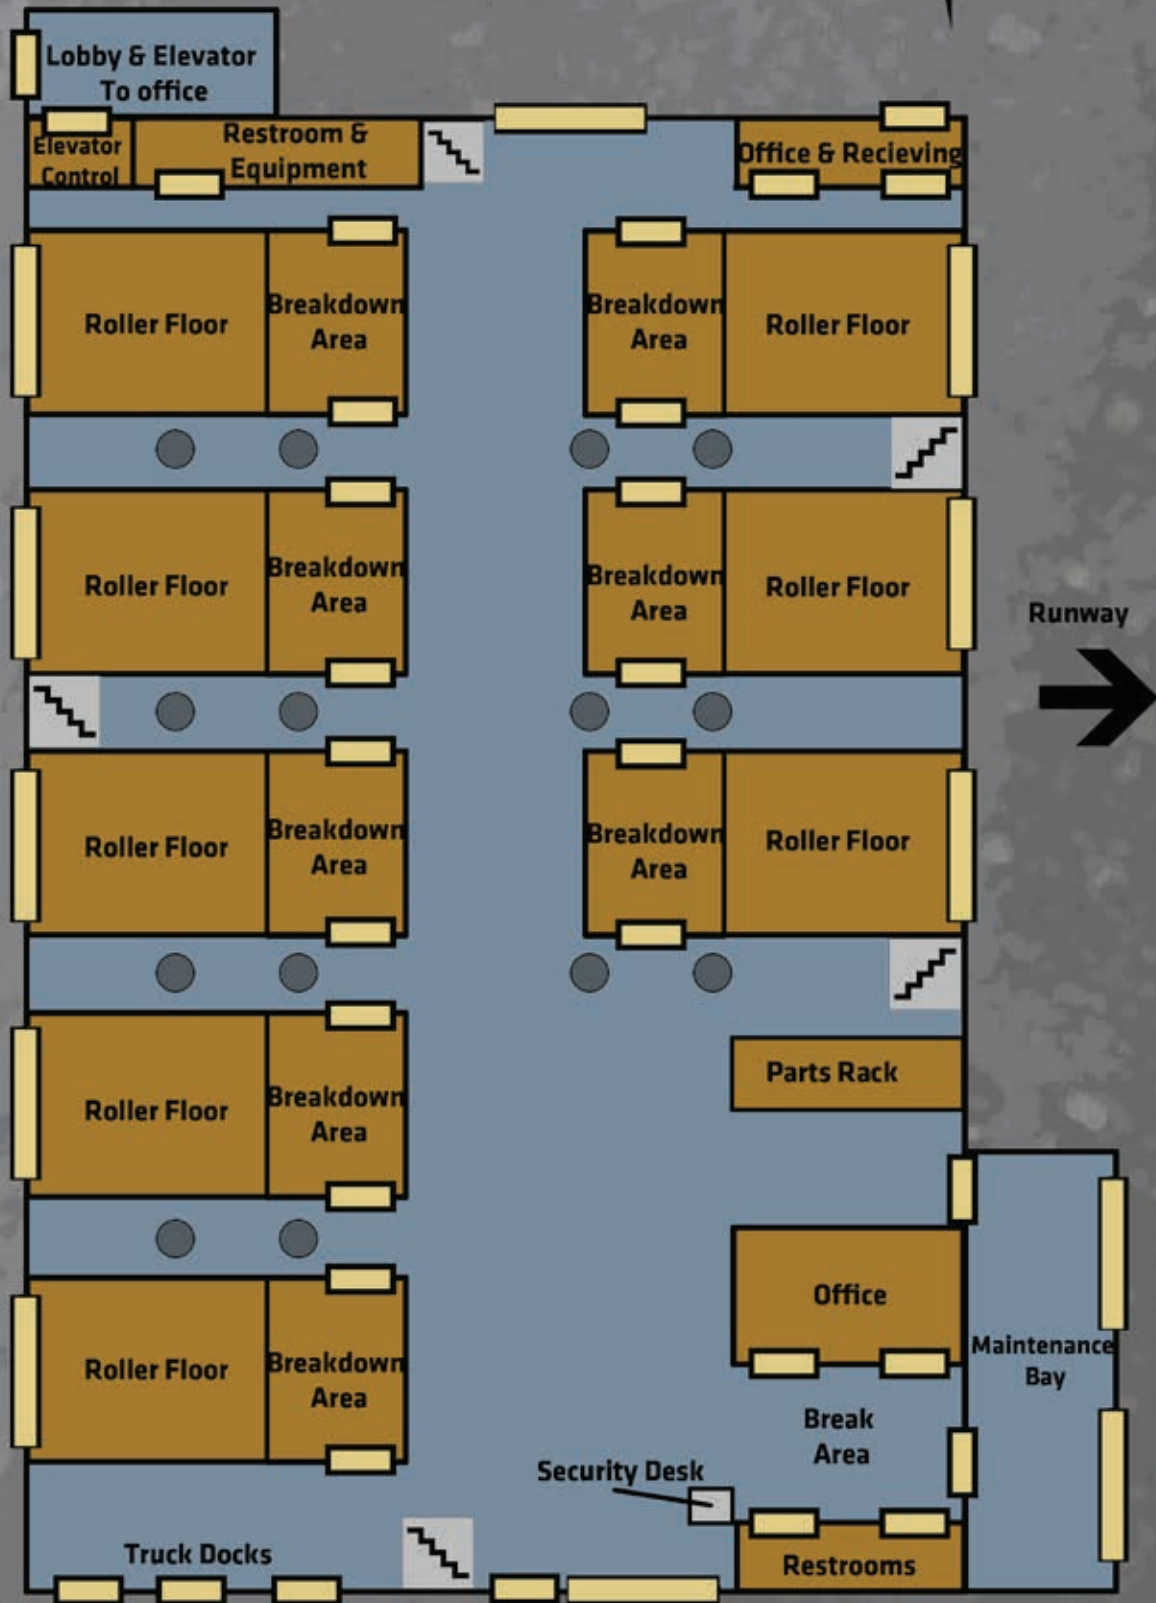 Lobby & Elevator
To office
Elevator
Control
Restroom &
Equipment
Office & Recieving
Roller Floor
Breakdown
Area
Breakdown
Area
Roller Floor
Roller Floor
Breakdown
Area
Breakdown
Area
Roller Floor
Runway
Roller Floor
Breakdown
Area
Breakdown
Area
Roller Floor
Roller Floor
Breakdown
Area
Parts Rack
Office
Maintenance
Bay
Roller Floor
Breakdown
Area
Break
Area
Security Desk
Truck Docks
Restrooms